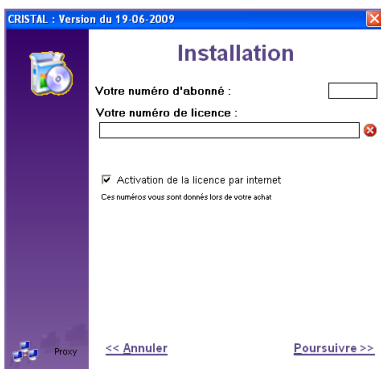 CRISTAL : Version du 19-06-2009
Installation
Votre numéro d'abonné :
Votre numéro de licence :
Activation de la licence par internet
Ces numéros vous sont donnés lors de votre achat
Proxy
<< Annuler
Poursuivre >>